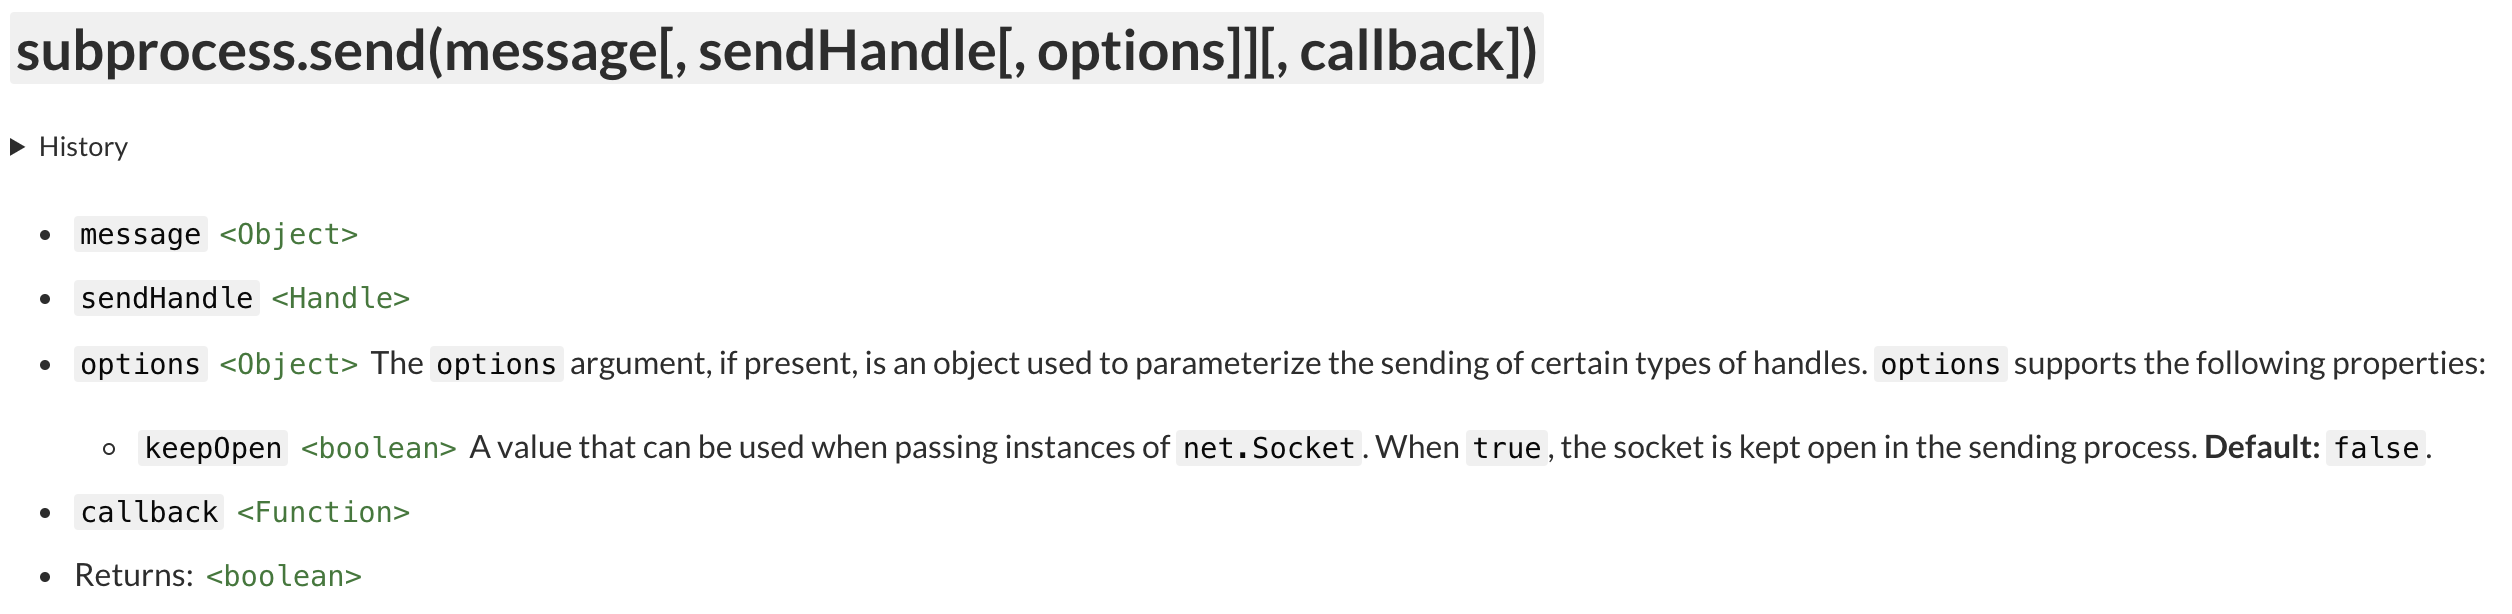 subprocess.send(message[, sendHandle[, options]][, callback])
History
message <Object>
sendHandle <Handle>
options <Object> The options argument, if present, is an object used to parameterize the sending of certain types of handles. options supports the following properties:
keepOpen <boolean> A value that can be used when passing instances of net.Socket. When true, the socket is kept open in the sending process. Default: false.
callback <Function>
Returns: <boolean>